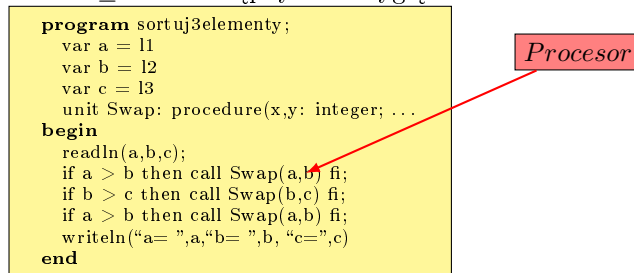 program sortuj3elementy;
var a = l1
var b = l2
var c = l3
unit Swap: procedure(x,y: integer; ...
begin
readln(a,b,c);
if a > b then call Swap(a,b) fi;
if b > c then call Swap(b,c) fi;
if a > b then call Swap(a,b) fi;
writeln(“a= ”,a,“b= ”,b, “c=”,c)
end
Procesor